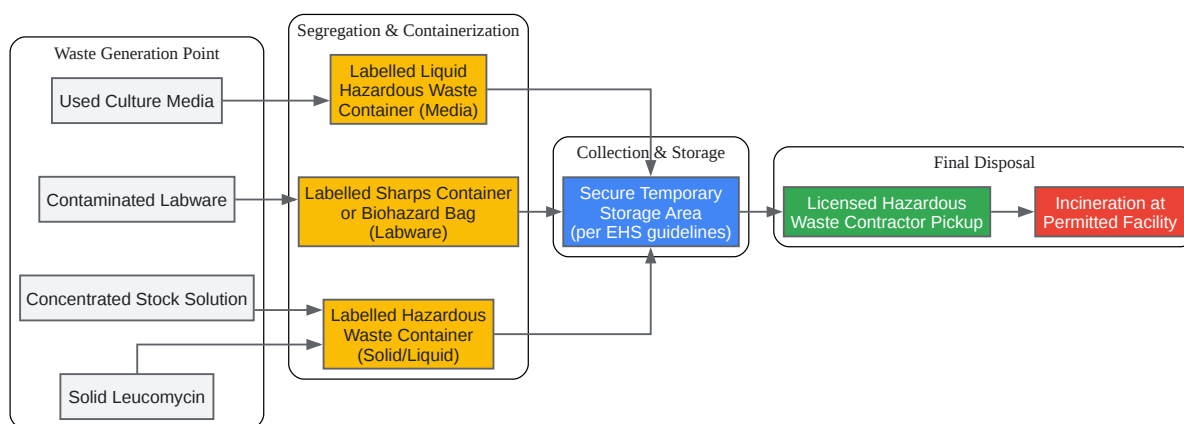 Waste Generation Point
Used Culture Media
Contaminated Labware
Concentrated Stock Solution
Solid Leucomycin
Segregation & Containerization
Labelled Liquid
Hazardous Waste
Container (Media)
Labelled Sharps Container
or Biohazard Bag
(Labware)
Labelled Hazardous
Waste Container
(Solid/Liquid)
Collection & Storage
Secure Temporary
Storage Area
(per EHS guidelines)
Final Disposal
Licensed Hazardous
Waste Contractor Pickup
Incineration at
Permitted Facility